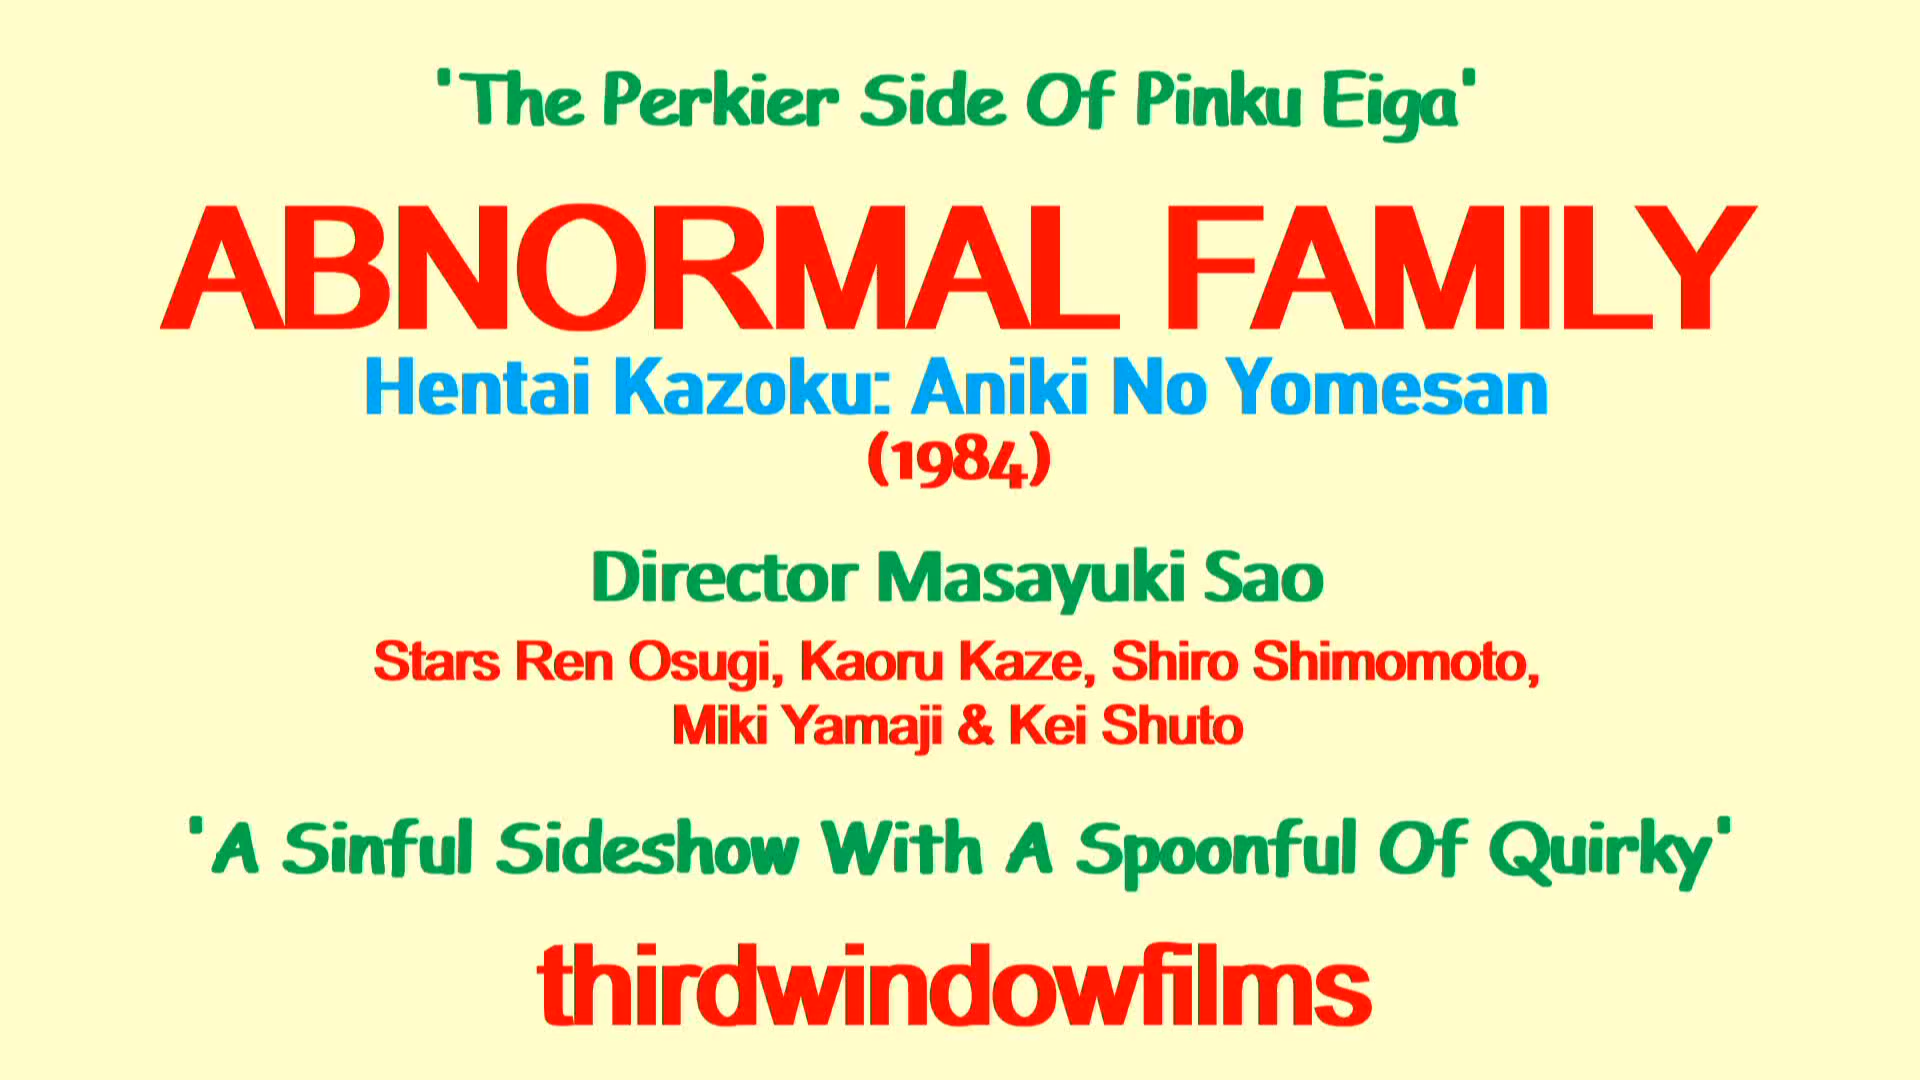 'The Perkier Side Of Pinku Eiga'
ABNORMAL FAMILY
Hentai Kazoku: Aniki No Yomesan
(1984)
Director Masayuki Sao
Stars Ren Osugi, Kaoru Kaze, Shiro Shimomoto,
Miki Yamaji & Kei Shuto
'A Sinful Sideshow With A Spoonful Of Quirky'
thirdwindowfilms